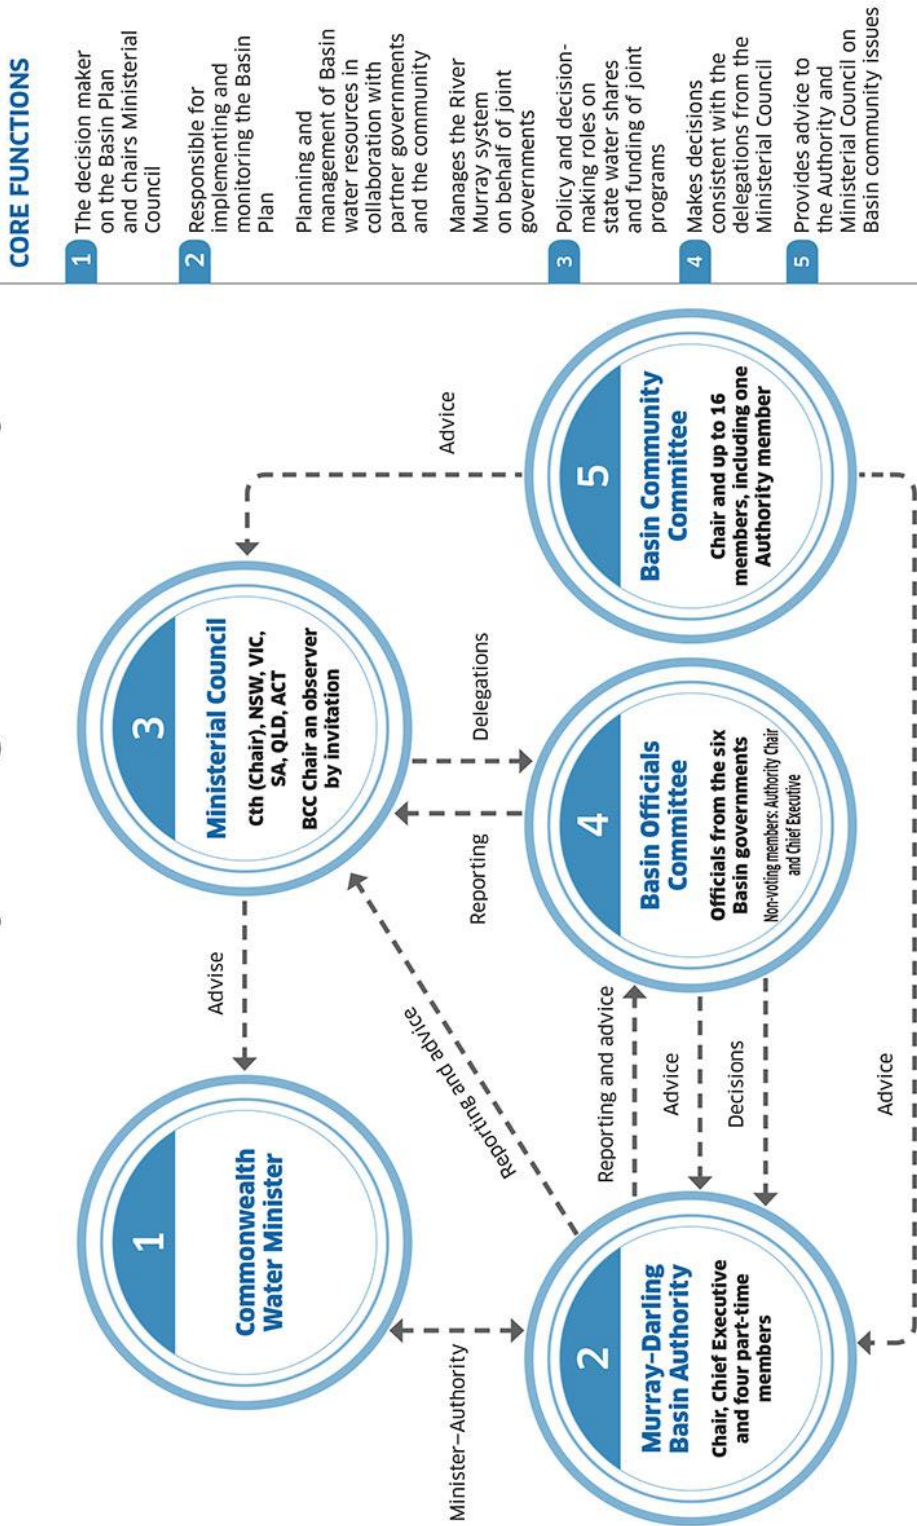 1
Commonwealth
Water Minister
Advise
3
Ministerial Council
Cth (Chair), NSW, VIC,
SA, QLD, ACT
BCC Chair an observer
by invitation
Advice
Minister–Authority
Reporting and advice
Reporting
Delegations
2
Murray–Darling
Basin Authority
Chair, Chief Executive
and four part-time
members
Reporting and advice
Advice
Decisions
4
Basin Officials
Committee
Officials from the six
Basin governments
Non-voting members: Authority Chair
and Chief Executive
5
Basin Community
Committee
Chair and up to 16
members, including one
Authority member
Advice
CORE FUNCTIONS
1 The decision maker
on the Basin Plan
and chairs Ministerial
Council
2 Responsible for
implementing and
monitoring the Basin
Plan
Planning and
management of Basin
water resources in
collaboration with
partner governments
and the community
Manages the River
Murray system
on behalf of joint
governments
3 Policy and decision-
making roles on
state water shares
and funding of joint
programs
4 Makes decisions
consistent with the
delegations from the
Ministerial Council
5 Provides advice to
the Authority and
Ministerial Council on
Basin community issues